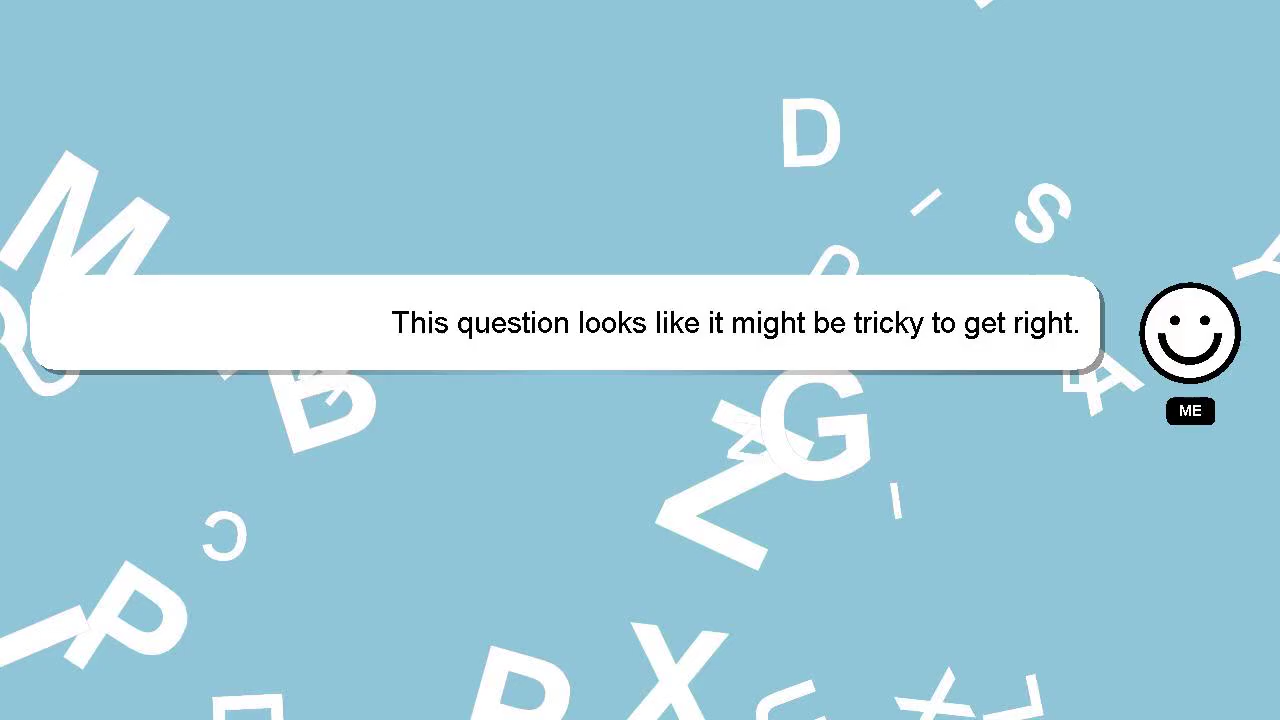 D
I
S
M
Y
This question looks like it might be tricky to get right.
A
B
G
ME
Z
Z
I
C
P
I
X
P
U
X